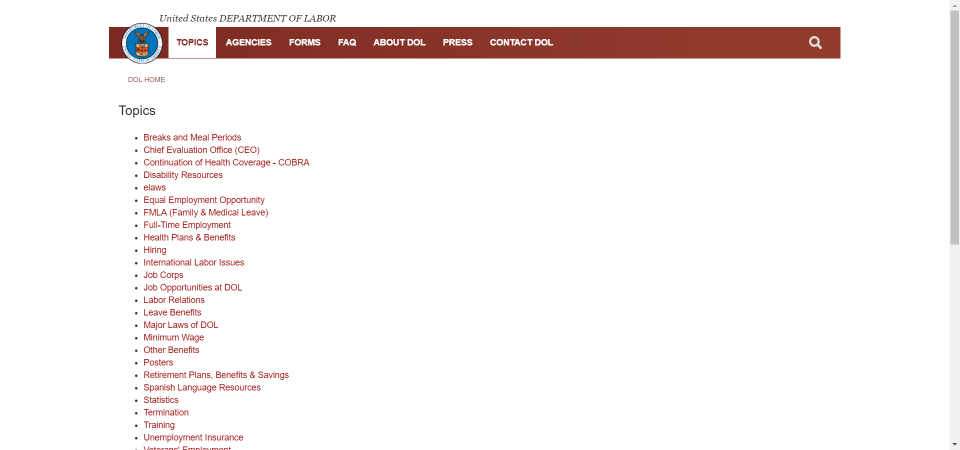 United States DEPARTMENT OF LABOR
TOPICS AGENCIES FORMS FAQ ABOUT DOL PRESS CONTACT DOL
DOL HOME
Topics
Breaks and Meal Periods
Chief Evaluation Office (CEO)
Continuation of Health Coverage - COBRA
Disability Resources
elaws
Equal Employment Opportunity
FMLA (Family & Medical Leave)
Full-Time Employment
Health Plans & Benefits
Hiring
International Labor Issues
Job Corps
Job Opportunities at DOL
Labor Relations
Leave Benefits
Major Laws of DOL
Minimum Wage
Other Benefits
Posters
Retirement Plans, Benefits & Savings
Spanish Language Resources
Statistics
Termination
Training
Unemployment Insurance
Veterans' Employment